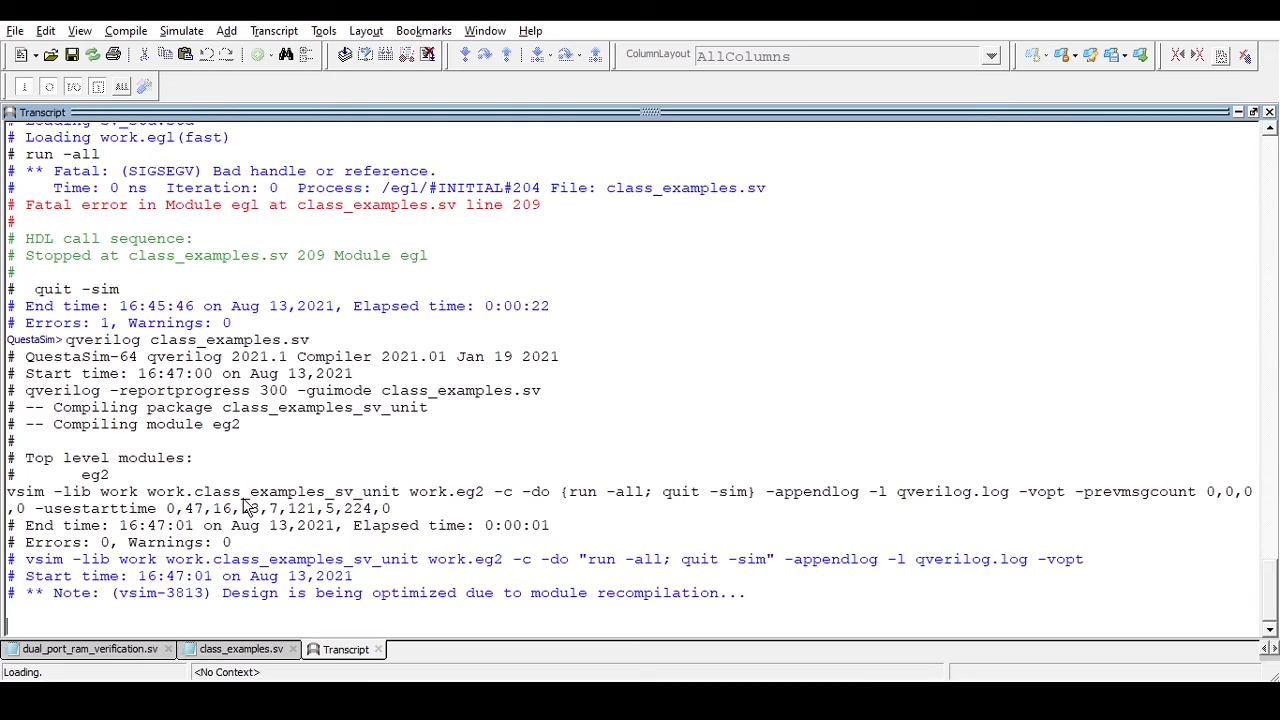 File Edit View Compile Simulate Add Transcript Tools Layout Bookmarks Window Help
ColumnLayout AllColumns
ALL
Transcript
# Loading work.eg1(fast)
# run -all
# ** Fatal: (SIGSEGV) Bad handle or reference.
#    Time: 0 ns  Iteration: 0  Process: /eg1/#INITIAL#204 File: class_examples.sv
# Fatal error in Module eg1 at class_examples.sv line 209
#
# HDL call sequence:
# Stopped at class_examples.sv 209 Module eg1
#
#  quit -sim
# End time: 16:45:46 on Aug 13,2021, Elapsed time: 0:00:22
# Errors: 1, Warnings: 0
QuestaSim> qverilog class_examples.sv
# QuestaSim-64 qverilog 2021.1 Compiler 2021.01 Jan 19 2021
# Start time: 16:47:00 on Aug 13,2021
# qverilog -reportprogress 300 -guimode class_examples.sv
# -- Compiling package class_examples_sv_unit
# -- Compiling module eg2
#
# Top level modules:
#       eg2
vsim -lib work work.class_examples_sv_unit work.eg2 -c -do {run -all; quit -sim} -appendlog -l qverilog.log -vopt -prevmsgcount 0,0,0
,0 -usestarttime 0,47,16, 3,7,121,5,224,0
# End time: 16:47:01 on Aug 13,2021, Elapsed time: 0:00:01
# Errors: 0, Warnings: 0
# vsim -lib work work.class_examples_sv_unit work.eg2 -c -do "run -all; quit -sim" -appendlog -l qverilog.log -vopt
# Start time: 16:47:01 on Aug 13,2021
# ** Note: (vsim-3813) Design is being optimized due to module recompilation...
dual_port_ram_verification.sv class_examples.sv Transcript
Loading. <No Context>